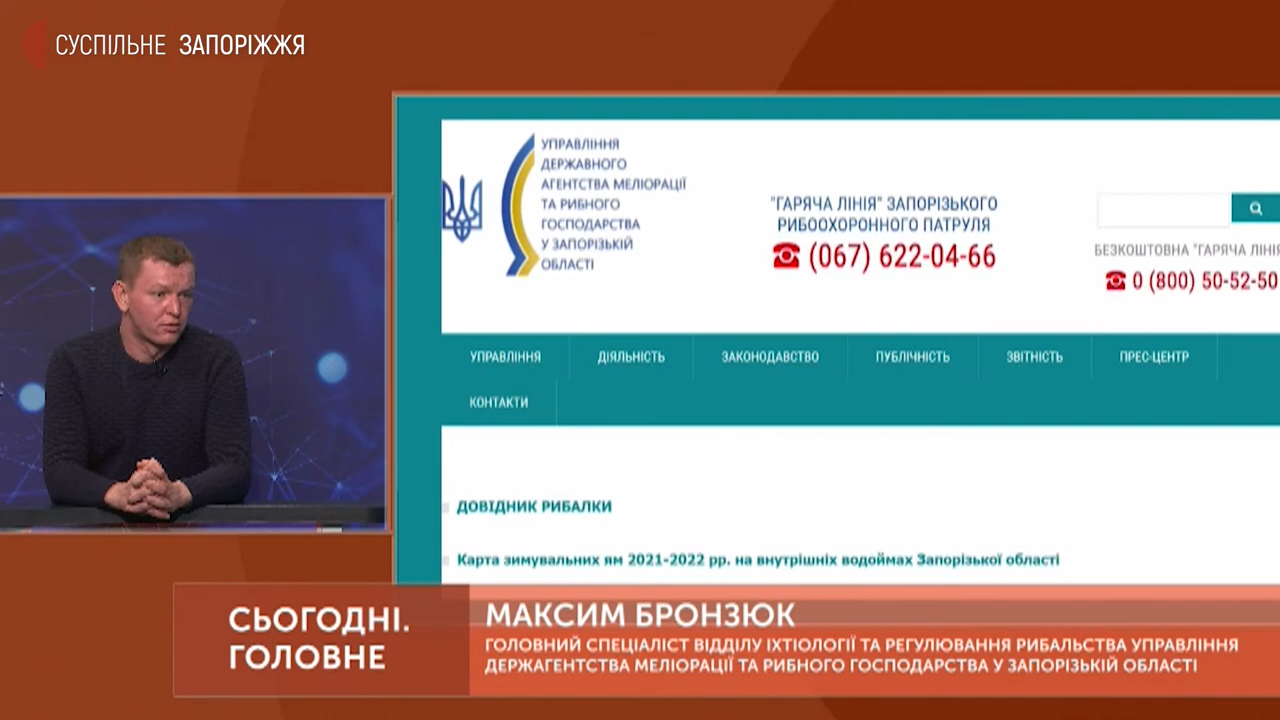 СУСПІЛЬНЕ ЗАПОРІЖЖЯ
УПРАВЛІННЯ
ДЕРЖАВНОГО
АГЕНТСТВА МЕЛІОРАЦІЇ
ТА РИБНОГО
ГОСПОДАРСТВА
У ЗАПОРІЗЬКІЙ
ОБЛАСТІ
"ГАРЯЧА ЛІНІЯ" ЗАПОРІЗЬКОГО
РИБООХОРОННОГО ПАТРУЛЯ
(067) 622-04-66
БЕЗКОШТОВНА "ГАРЯЧА ЛІНІЯ
0 (800) 50-52-50
УПРАВЛІННЯ ДІЯЛЬНІСТЬ ЗАКОНОДАВСТВО ПУБЛІЧНІСТЬ ЗВІТНІСТЬ ПРЕС-ЦЕНТР
КОНТАКТИ
ДОВІДНИК РИБАЛКИ
Карта зимувальних ям 2021-2022 рр. на внутрішніх водоймах Запорізької області
СЬОГОДНІ.
ГОЛОВНЕ
МАКСИМ БРОНЗЮК
ГОЛОВНИЙ СПЕЦІАЛІСТ ВІДДІЛУ ІХТІОЛОГІЇ ТА РЕГУЛЮВАННЯ РИБАЛЬСТВА УПРАВЛІННЯ
ДЕРЖАГЕНТСТВА МЕЛІОРАЦІЇ ТА РИБНОГО ГОСПОДАРСТВА У ЗАПОРІЗЬКІЙ ОБЛАСТІ